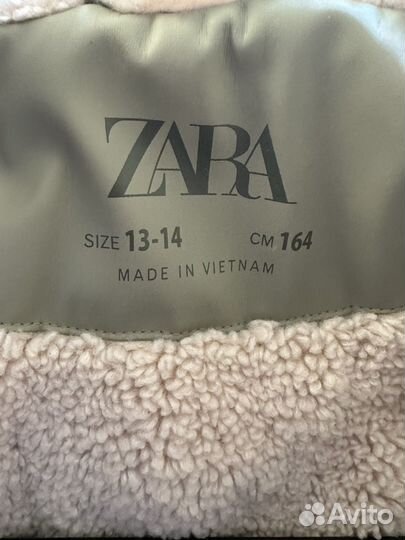 ZARA
SIZE 13-14 CM 164
MADE IN VIETNAM
Avito